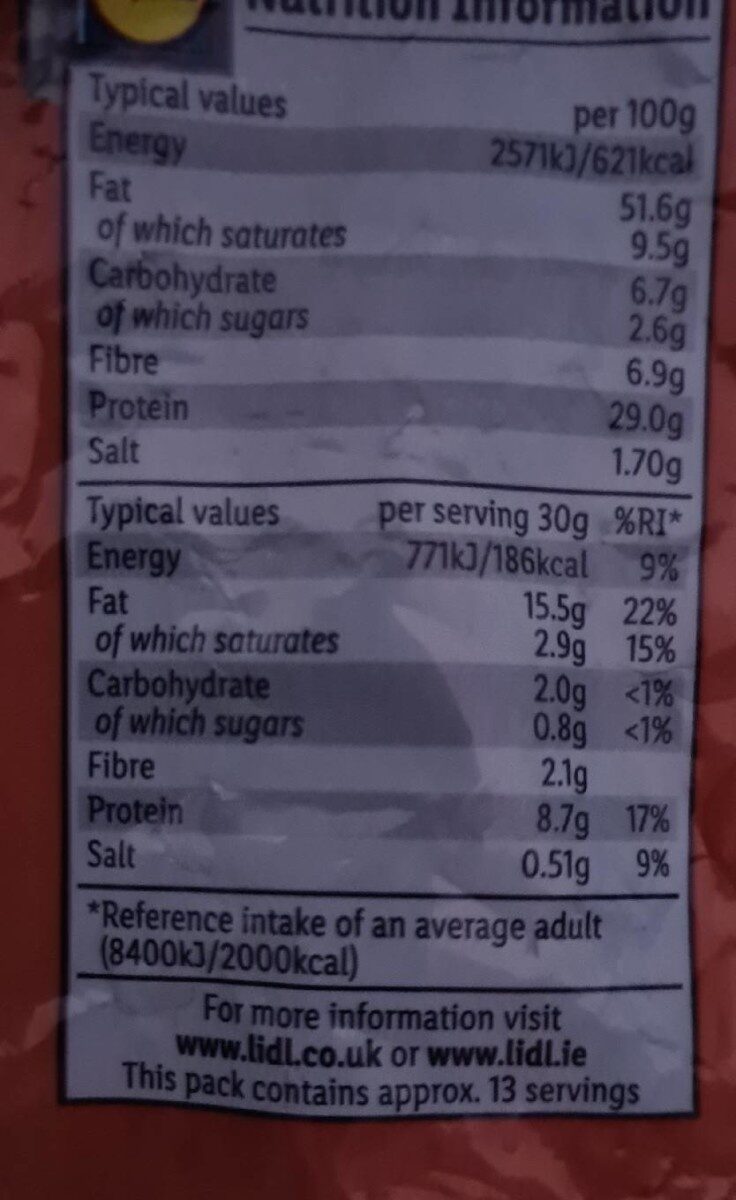 Nutrition Information
Typical values per 100g
Energy 2571kJ/621kcal
Fat 51.6g
of which saturates 9.5g
Carbohydrate 6.7g
of which sugars 2.6g
Fibre 6.9g
Protein 29.0g
Salt 1.70g
Typical values per serving 30g %RI*
Energy 771kJ/186kcal 9%
Fat 15.5g 22%
of which saturates 2.9g 15%
Carbohydrate 2.0g <1%
of which sugars 0.8g <1%
Fibre 2.1g
Protein 8.7g 17%
Salt 0.51g 9%
*Reference intake of an average adult
(8400kJ/2000kcal)
For more information visit
www.lidl.co.uk or www.lidl.ie
This pack contains approx. 13 servings